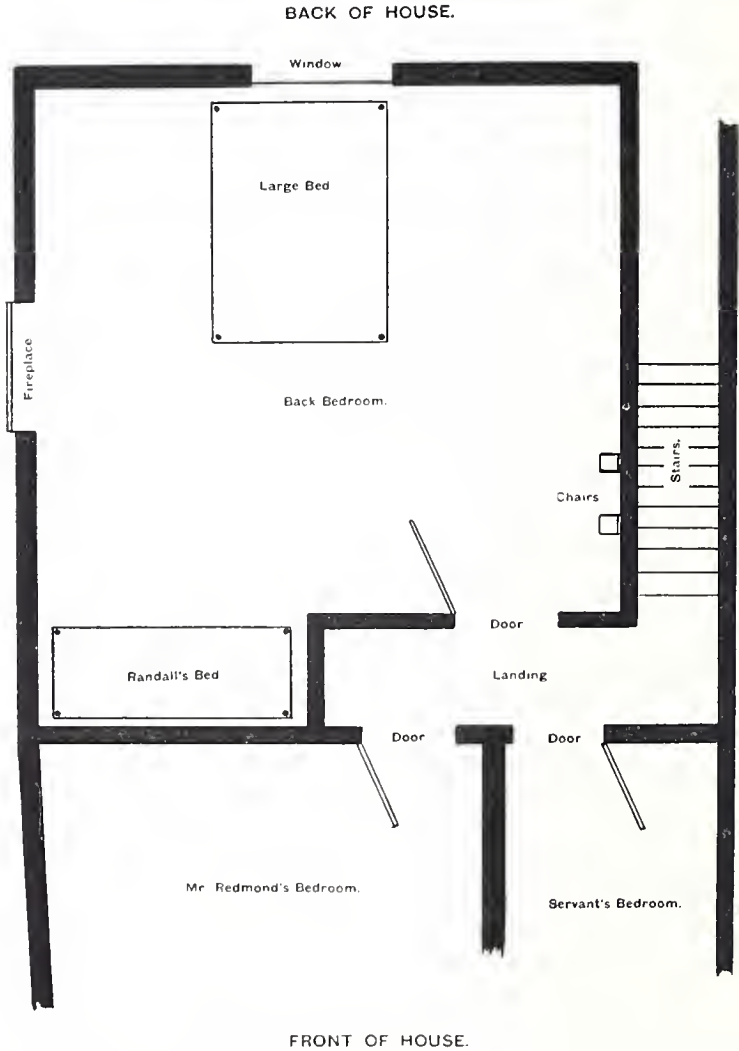 BACK OF HOUSE.
Window
Large Bed
Fireplace
Back Bedroom.
Stairs.
Chairs
Door
Randall's Bed
Landing
Door
Door
Mr Redmond's Bedroom.
Servant's Bedroom.
FRONT OF HOUSE.